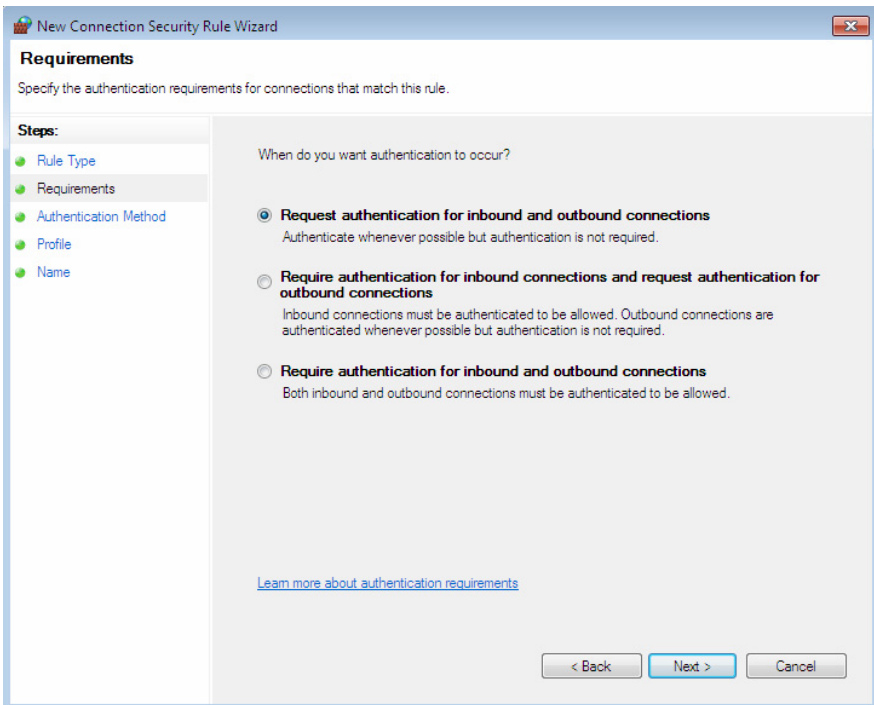 New Connection Security Rule Wizard
Requirements
Specify the authentication requirements for connections that match this rule.
Steps:
Rule Type
Requirements
Authentication Method
Profile
Name
When do you want authentication to occur?
Request authentication for inbound and outbound connections
Authenticate whenever possible but authentication is not required.
Require authentication for inbound connections and request authentication for
outbound connections
Inbound connections must be authenticated to be allowed. Outbound connections are
authenticated whenever possible but authentication is not required.
Require authentication for inbound and outbound connections
Both inbound and outbound connections must be authenticated to be allowed.
Learn more about authentication requirements
< Back Next > Cancel